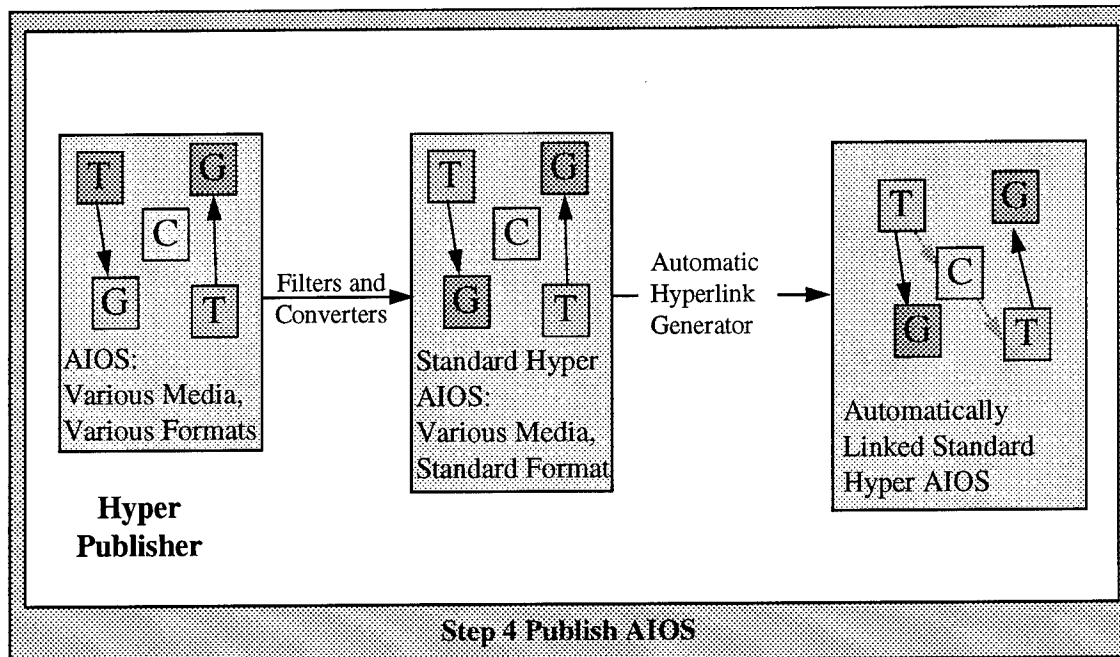 T G
C
G T
AIOS:
Various Media,
Various Formats
Hyper
Publisher
Filters and
Converters
T G
C
G T
Standard Hyper
AIOS:
Various Media,
Standard Format
Automatic
Hyperlink
Generator
T G
C
G T
Automatically
Linked Standard
Hyper AIOS
Step 4 Publish AIOS